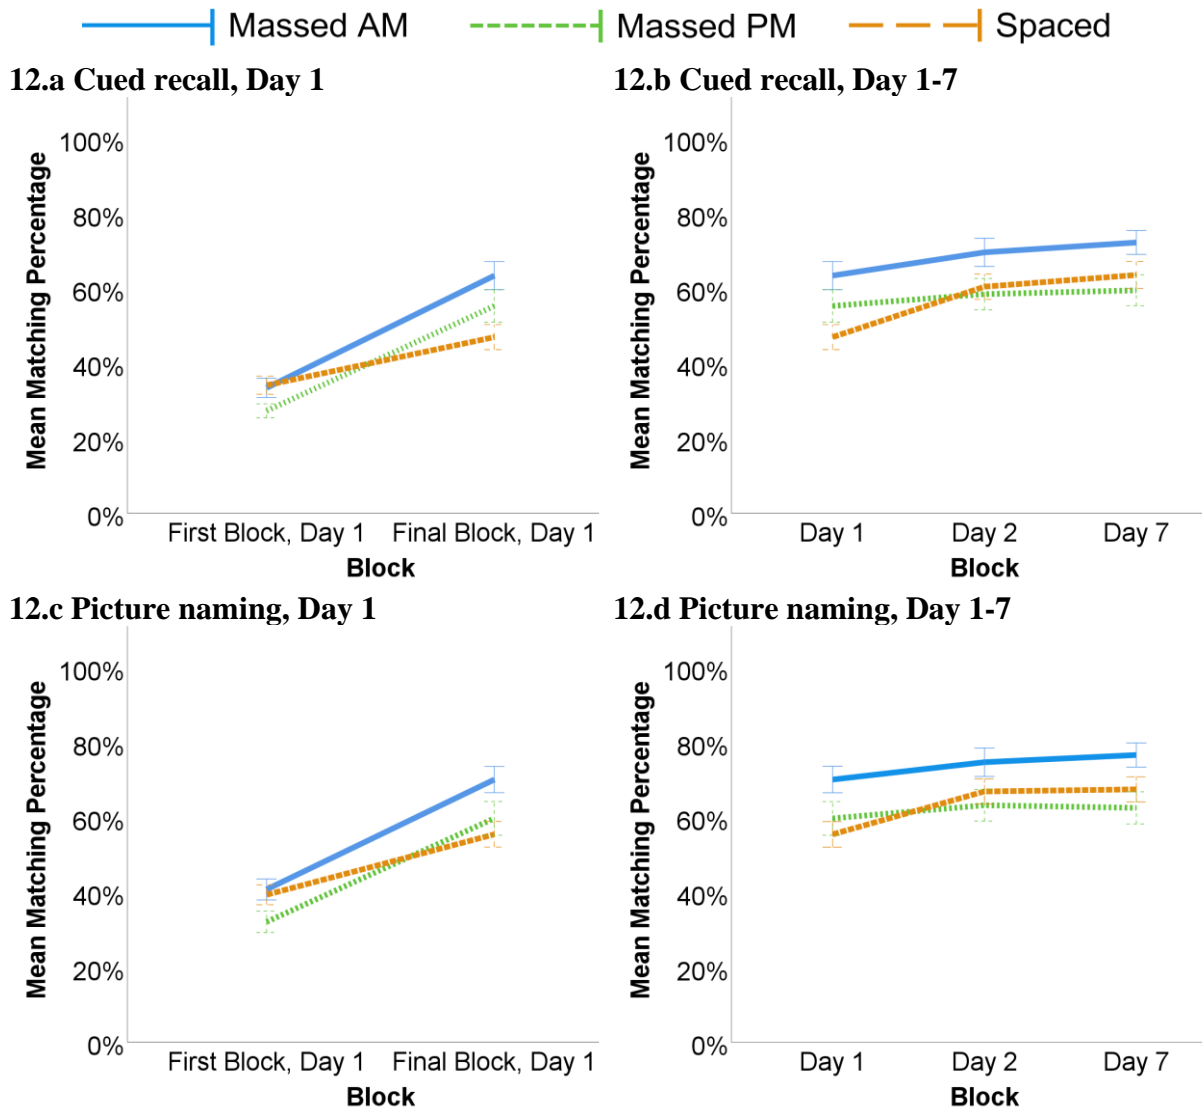 Massed AM Massed PM Spaced
12.a Cued recall, Day 1
100%
80%
60%
40%
20%
0%
Mean Matching Percentage
First Block, Day 1 Final Block, Day 1
Block
12.b Cued recall, Day 1-7
100%
80%
60%
40%
20%
0%
Mean Matching Percentage
Day 1 Day 2 Day 7
Block
12.c Picture naming, Day 1
100%
80%
60%
40%
20%
0%
Mean Matching Percentage
First Block, Day 1 Final Block, Day 1
Block
12.d Picture naming, Day 1-7
100%
80%
60%
40%
20%
0%
Mean Matching Percentage
Day 1 Day 2 Day 7
Block